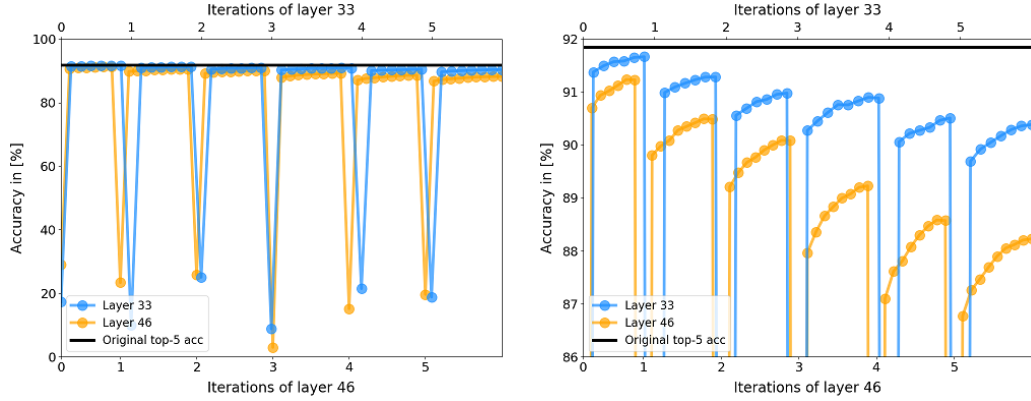 Iterations of layer 33
0 1 2 3 4 5
100
80
60
40
20
0
Accuracy in [%]
Layer 33
Layer 46
Original top-5 acc
0 1 2 3 4 5
Iterations of layer 46
Iterations of layer 33
0 1 2 3 4 5
92
91
90
89
88
87
86
Accuracy in [%]
Layer 33
Layer 46
Original top-5 acc
0 1 2 3 4 5
Iterations of layer 46